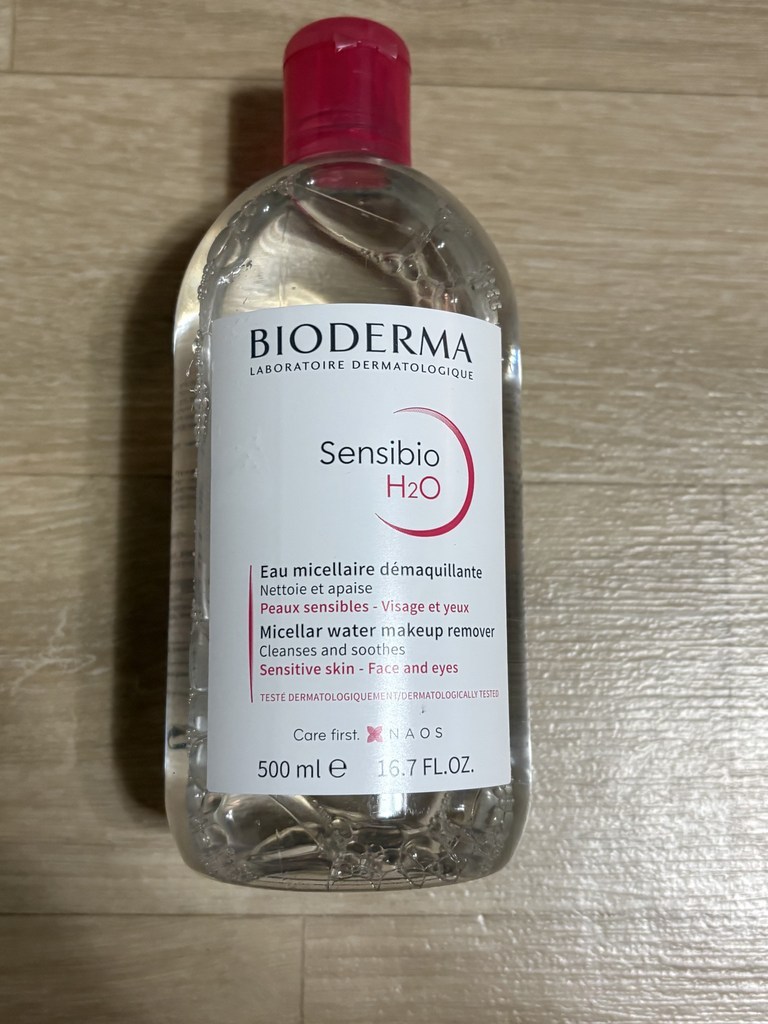 BIODERMA
LABORATOIRE DERMATOLOGIQUE
Sensibio
H2O
Eau micellaire démaquillante
Nettoie et apaise
Peaux sensibles - Visage et yeux
Micellar water makeup remover
Cleanses and soothes
Sensitive skin - Face and eyes
TESTÉ DERMATOLOGIQUEMENT/DERMATOLOGICALLY TESTED
Care first. NAOS
500 ml ℮ 16.7 FL.OZ.